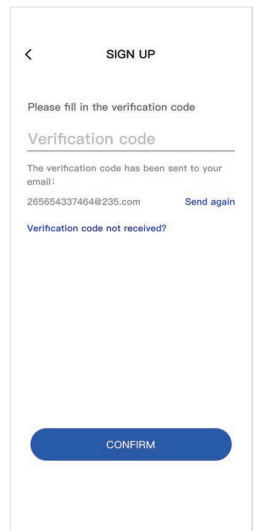 SIGN UP
Please fill in the verification code
Verification code
The verification code has been sent to your
email:
265654337464@235.com Send again
Verification code not received?
CONFIRM